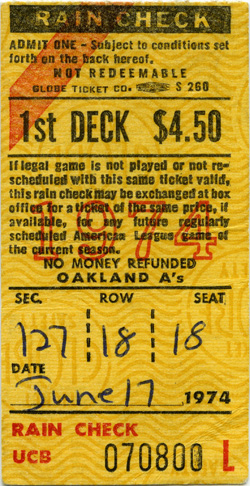 RAIN CHECK
ADMIT ONE - Subject to conditions set
forth on the back hereof.
NOT REDEEMABLE
GLOBE TICKET CO. S 260
1st DECK $4.50
If legal game is not played or not re-
scheduled with this same ticket valid,
this rain check may be exchanged at box
office for a ticket of the same price, if
available, to any future regularly
scheduled American League game of
the current season.
1974
NO MONEY REFUNDED
OAKLAND A's
SEC. ROW SEAT
127 18 18
DATE
June 17 1974
RAIN CHECK
UCB 070800 L